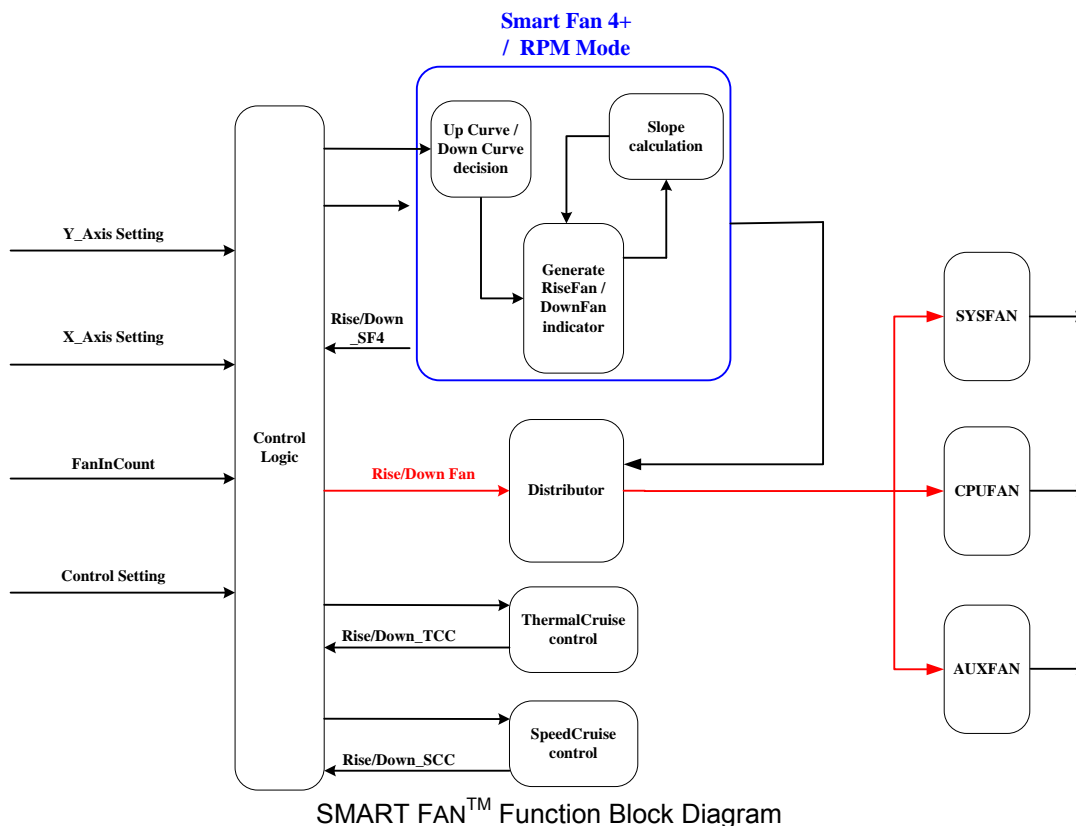 Smart Fan 4+
/ RPM Mode
Up Curve /
Down Curve
decision
Slope
calculation
Y_Axis Setting
Generate
RiseFan /
DownFan
indicator
Rise/Down
_SF4
X_Axis Setting
SYSFAN
Control
Logic
FanInCount
Rise/Down Fan
Distributor
CPUFAN
Control Setting
ThermalCruise
control
Rise/Down_TCC
AUXFAN
SpeedCruise
control
Rise/Down_SCC
SMART FAN™ Function Block Diagram